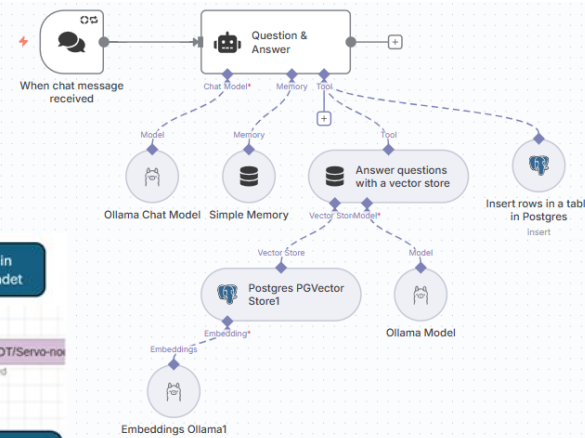 Question &
Answer
When chat message
received
Chat Model*
Memory
Tool
Model
Memory
Tool
Answer questions
with a vector store
Ollama Chat Model
Simple Memory
Insert rows in a tabl
in Postgres
insert
Vector Store
Model*
in
det
Vector Store
Model
Postgres PGVector
Store1
OT/Servo-no
d
Ollama Model
Embedding*
Embeddings
Embeddings Ollama1